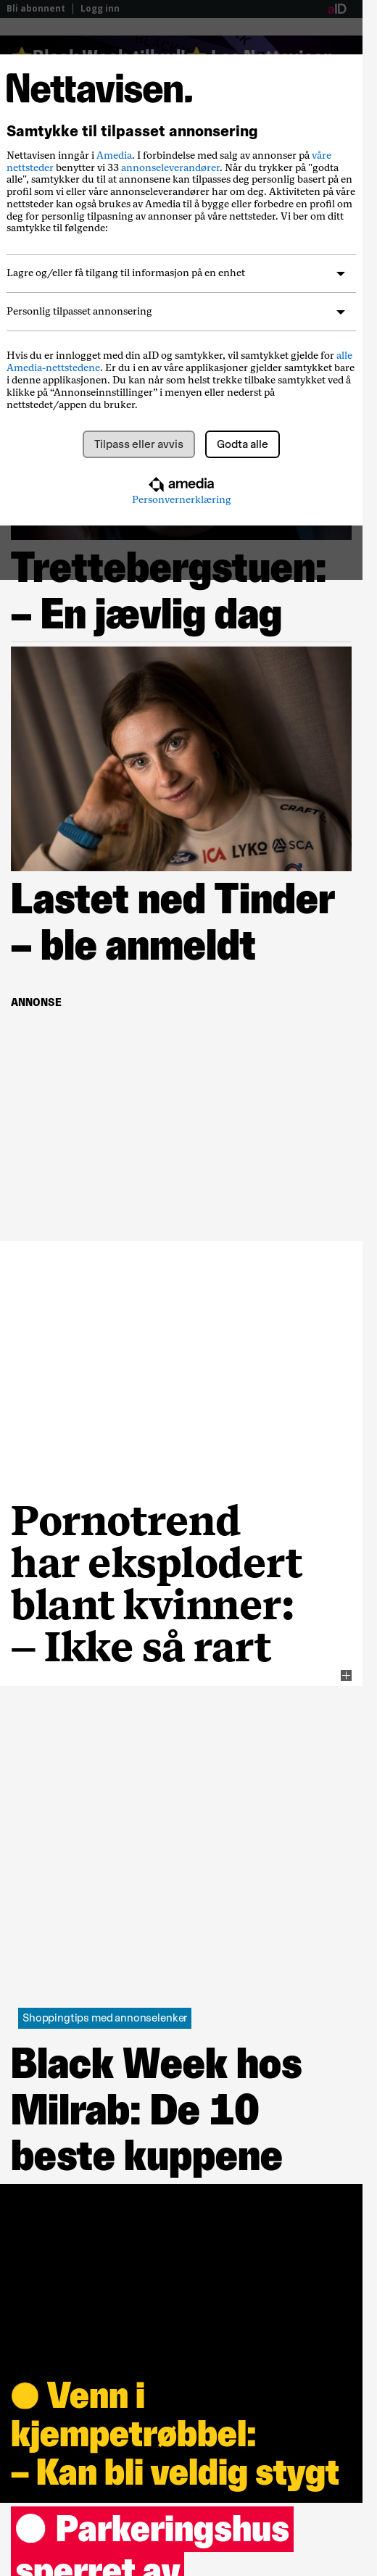 Bli abonnent | Logg inn
aID
Nettavisen.
Samtykke til tilpasset annonsering
Nettavisen inngår i Amedia. I forbindelse med salg av annonser på våre
nettsteder benytter vi 33 annonseleverandører. Når du trykker på "godta
alle", samtykker du til at annonsene kan tilpasses deg personlig basert på en
profil som vi eller våre annonseleverandører har om deg. Aktiviteten på våre
nettsteder kan også brukes av Amedia til å bygge eller forbedre en profil om
deg for personlig tilpasning av annonser på våre nettsteder. Vi ber om ditt
samtykke til følgende:
Lagre og/eller få tilgang til informasjon på en enhet
Personlig tilpasset annonsering
Hvis du er innlogget med din aID og samtykker, vil samtykket gjelde for alle
Amedia-nettstedene. Er du i en av våre applikasjoner gjelder samtykket bare
i denne applikasjonen. Du kan når som helst trekke tilbake samtykket ved å
klikke på “Annonseinnstillinger” i menyen eller nederst på
nettstedet/appen du bruker.
Tilpass eller avvis
Godta alle
amedia
Personvernerklæring
Trettebergstuen:
– En jævlig dag
CRAFT
ICA LYKO SCA
Lastet ned Tinder
– ble anmeldt
ANNONSE
Pornotrend
har eksplodert
blant kvinner:
– Ikke så rart
Shoppingtips med annonselenker
Black Week hos
Milrab: De 10
beste kuppene
Venn i
kjempetrøbbel:
– Kan bli veldig stygt
Parkeringshus
sperret av